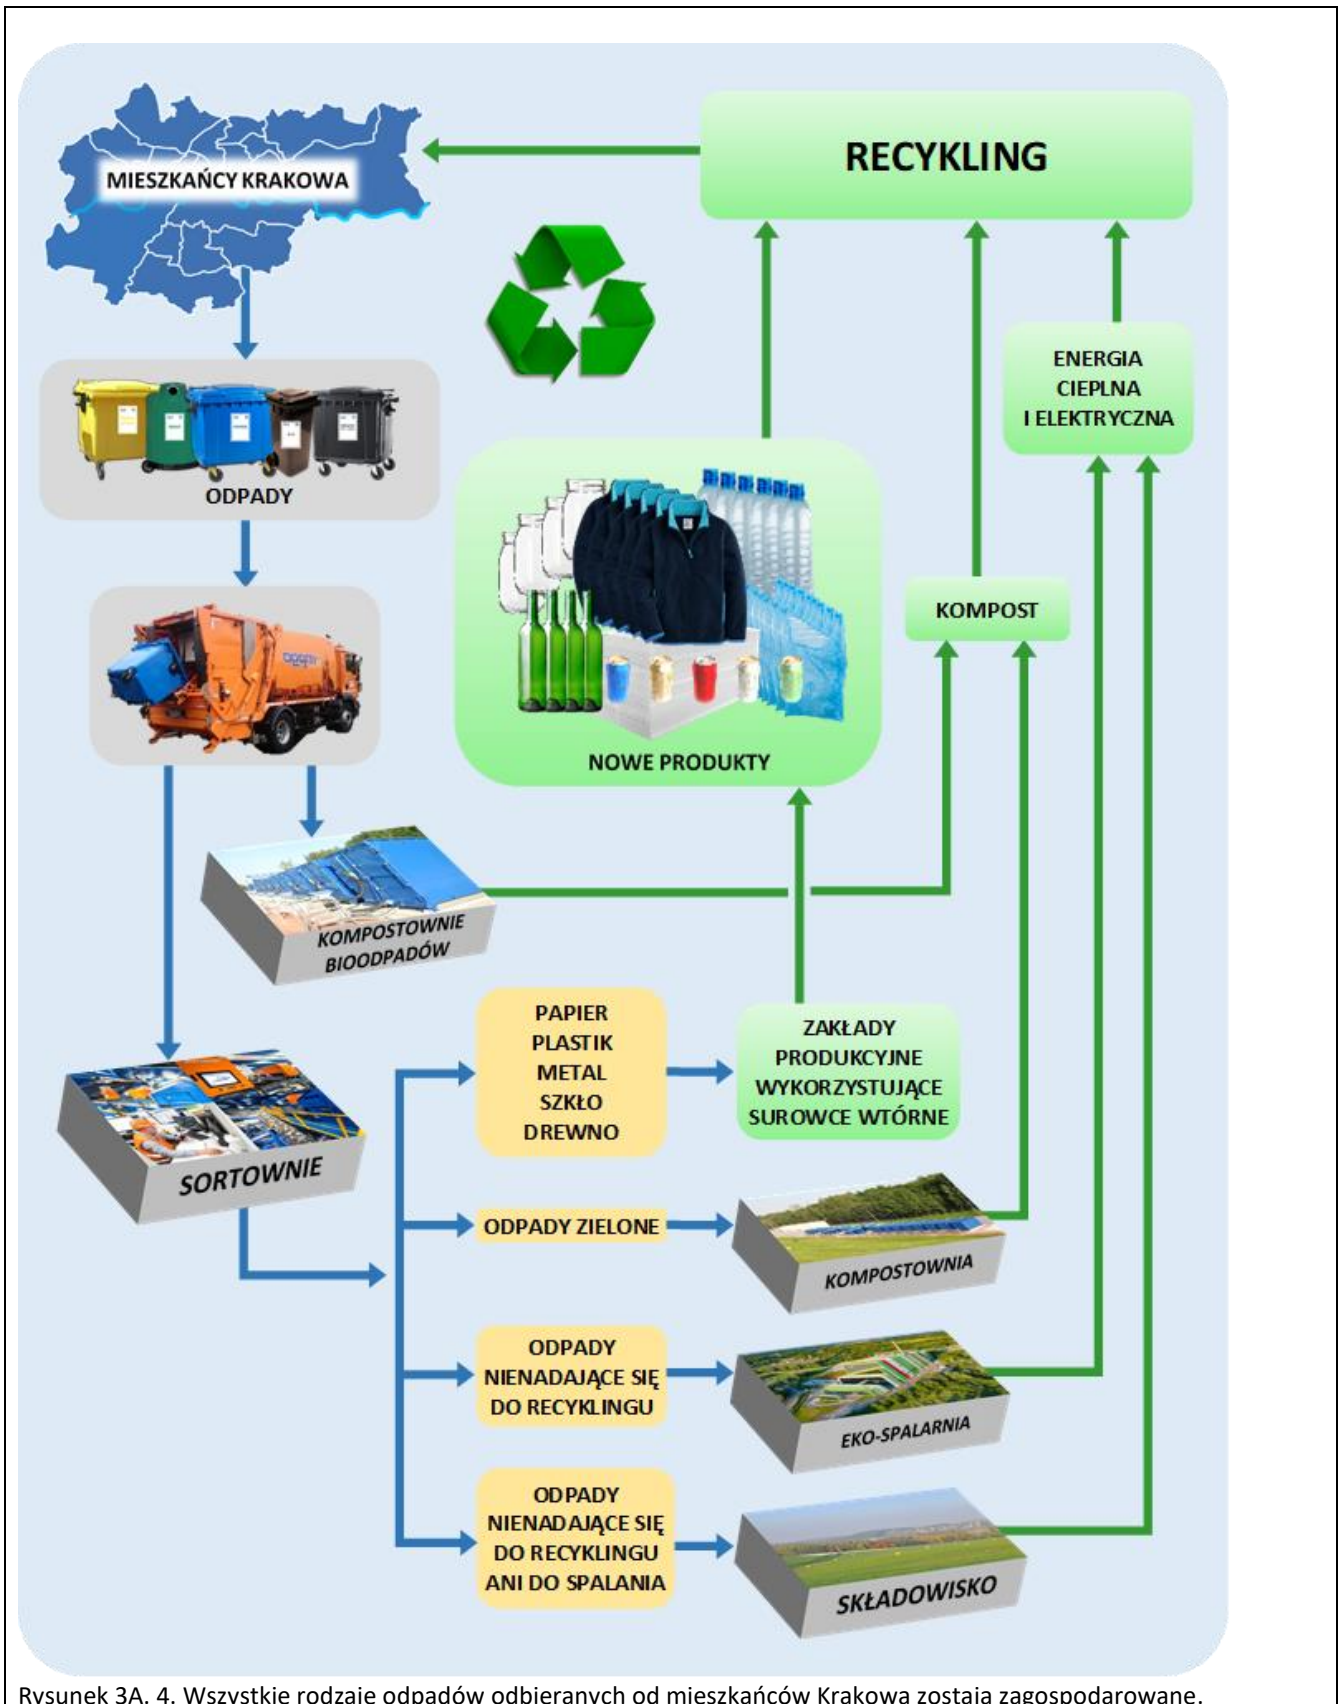 MIESZKAŃCY KRAKOWA
RECYKLING
ENERGIA
CIEPLNA
I ELEKTRYCZNA
ODPADY
KOMPOST
NOWE PRODUKTY
KOMPOSTOWNIE
BIOODPADÓW
PAPIER
PLASTIK
METAL
SZKŁO
DREWNO
ZAKŁADY
PRODUKCYJNE
WYKORZYSTUJĄCE
SUROWCE WTÓRNE
SORTOWNIE
ODPADY ZIELONE
KOMPOSTOWNIA
ODPADY
NIENADAJĄCE SIĘ
DO RECYKLINGU
EKO-SPALARNIA
ODPADY
NIENADAJĄCE SIĘ
DO RECYKLINGU
ANI DO SPALANIA
SKŁADOWISKO
Rysunek 3A. 4. Wszystkie rodzaje odpadów odbieranych od mieszkańców Krakowa zostają zagospodarowane.